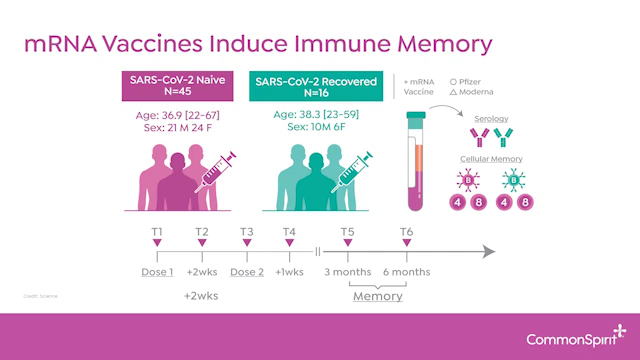 mRNA Vaccines Induce Immune Memory
SARS-CoV-2 Naive
N=45
SARS-CoV-2 Recovered
N=16
+ mRNA
Vaccine
Pfizer
Moderna
Age: 36.9 [22-67]
Sex: 21 M 24 F
Age: 38.3 [23-59]
Sex: 10M 6F
Serology
Cellular Memory
B
B
4 8 4 8
T1 T2 T3 T4 T5 T6
Dose 1 +2wks Dose 2 +1wks 3 months 6 months
+2wks
Memory
Credit: Science
CommonSpirit